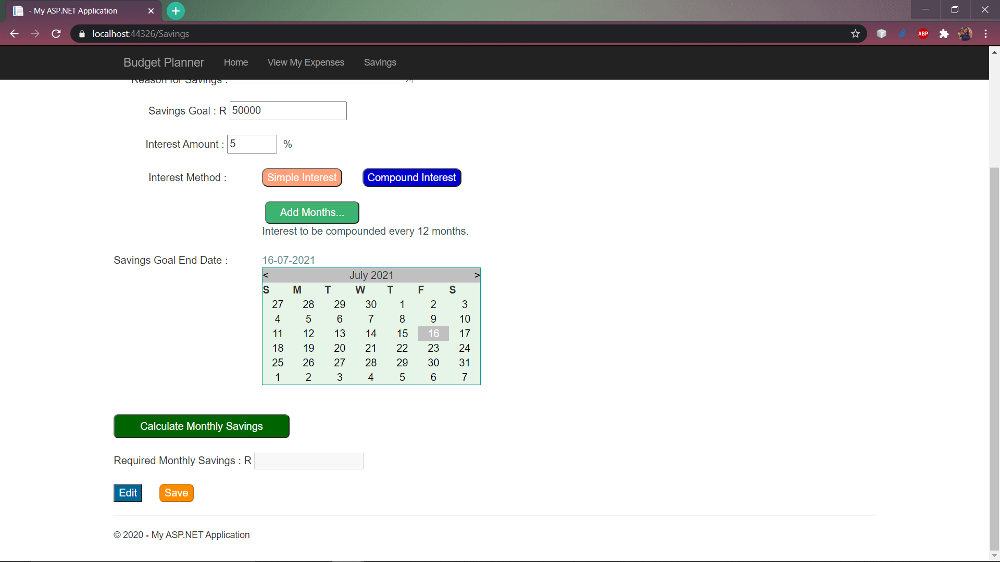 - My ASP.NET Application
localhost:44326/Savings
ABP
Budget Planner Home View My Expenses Savings
Reason for Savings :
Savings Goal : R 50000
Interest Amount : 5 %
Interest Method : Simple Interest Compound Interest
Add Months...
Interest to be compounded every 12 months.
Savings Goal End Date : 16-07-2021
< July 2021 >
S M T W T F S
27 28 29 30 1 2 3
4 5 6 7 8 9 10
11 12 13 14 15 16 17
18 19 20 21 22 23 24
25 26 27 28 29 30 31
1 2 3 4 5 6 7
Calculate Monthly Savings
Required Monthly Savings : R
Edit Save
© 2020 - My ASP.NET Application